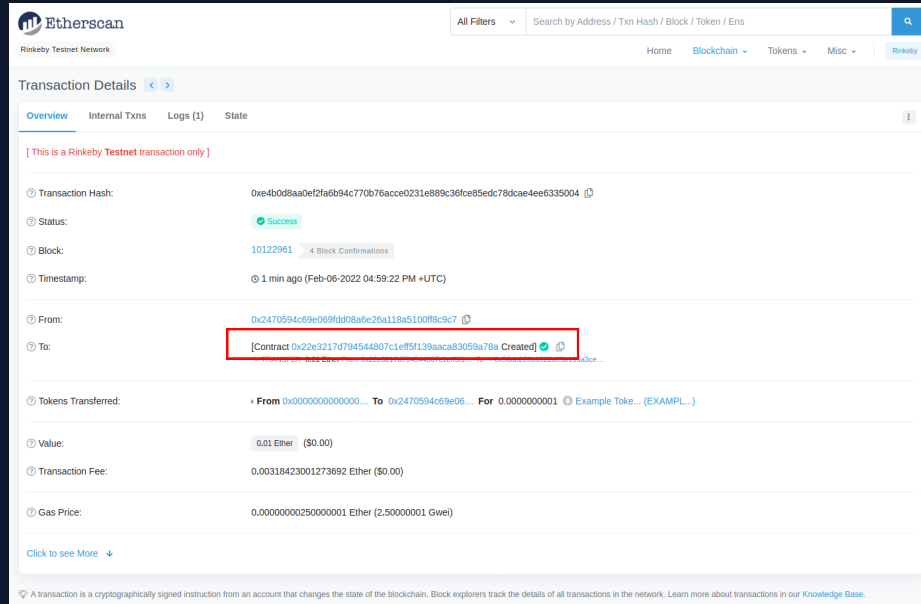 Etherscan
All Filters
Search by Address / Txn Hash / Block / Token / Ens
Rinkeby Testnet Network
Home Blockchain Tokens Misc Rinkeby
Transaction Details
Overview Internal Txns Logs (1) State
[ This is a Rinkeby Testnet transaction only ]
Transaction Hash: 0xe4b0d8aa0ef2fa6b94c770b76acce0231e889c36fce85edc78dcae4ee6335004
Status: Success
Block: 10122961 4 Block Confirmations
Timestamp: 1 min ago (Feb-06-2022 04:59:22 PM +UTC)
From: 0x2470594c69e069fdd08a6e26a118a5100ff8c9c7
To: [Contract 0x22e3217d794544807c1eff5f139aaca83059a78a Created]
TRANSFER 0.01 Ether From To
Tokens Transferred: From 0x0000000000000... To 0x2470594c69e06... For 0.0000000001 Example Toke... (EXAMPL...)
Value: 0.01 Ether ($0.00)
Transaction Fee: 0.00318423001273692 Ether ($0.00)
Gas Price: 0.00000000250000001 Ether (2.50000001 Gwei)
Click to see More
A transaction is a cryptographically signed instruction from an account that changes the state of the blockchain. Block explorers track the details of all transactions in the network. Learn more about transactions in our Knowledge Base.